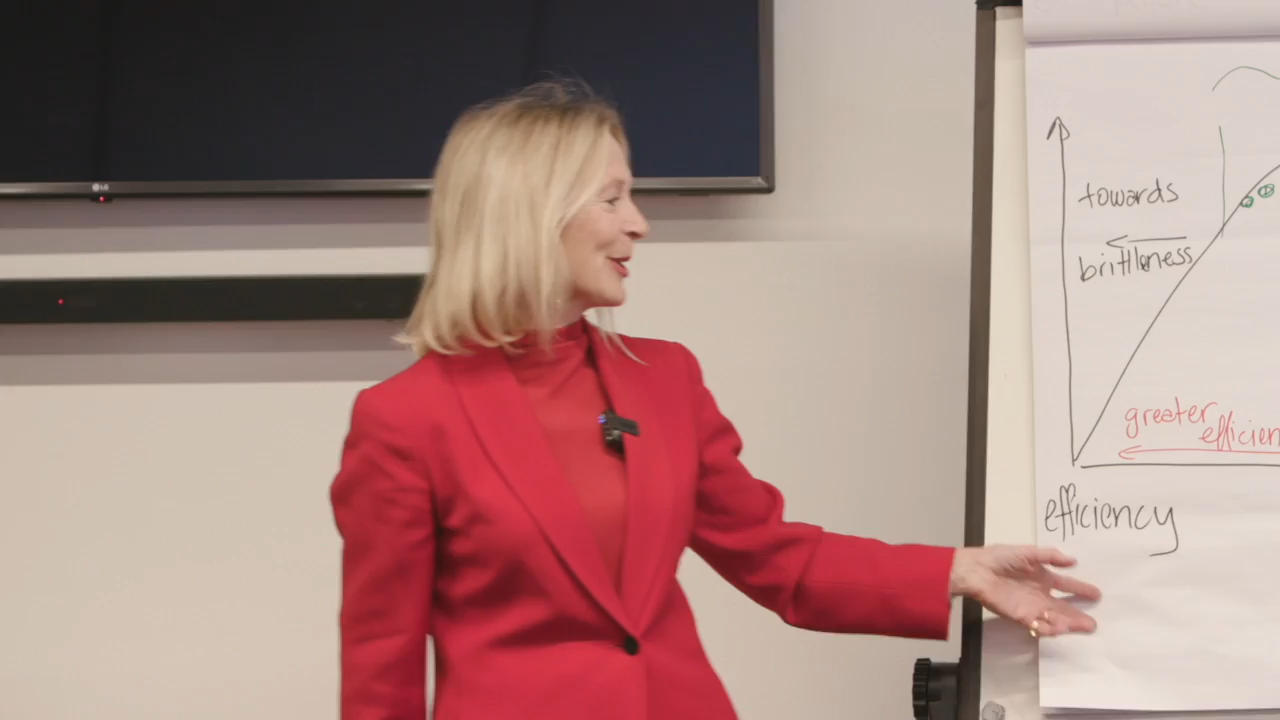 LG
towards
brittleness
greater
efficien
efficiency